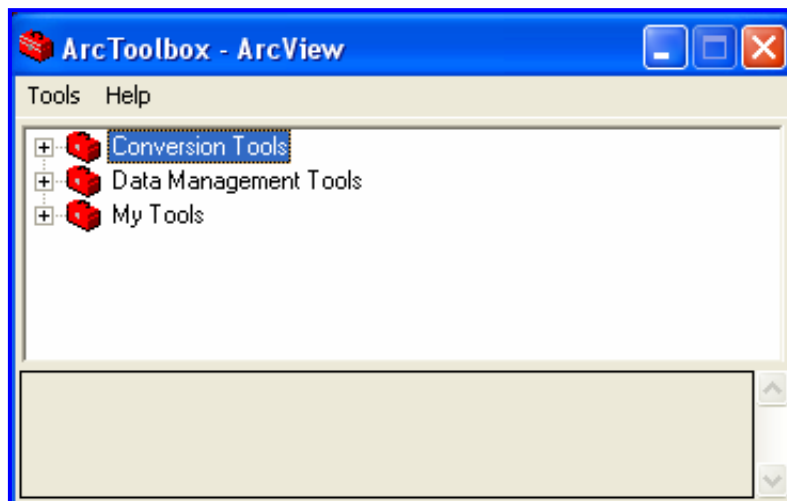 ArcToolbox - ArcView
Tools Help
Conversion Tools
Data Management Tools
My Tools